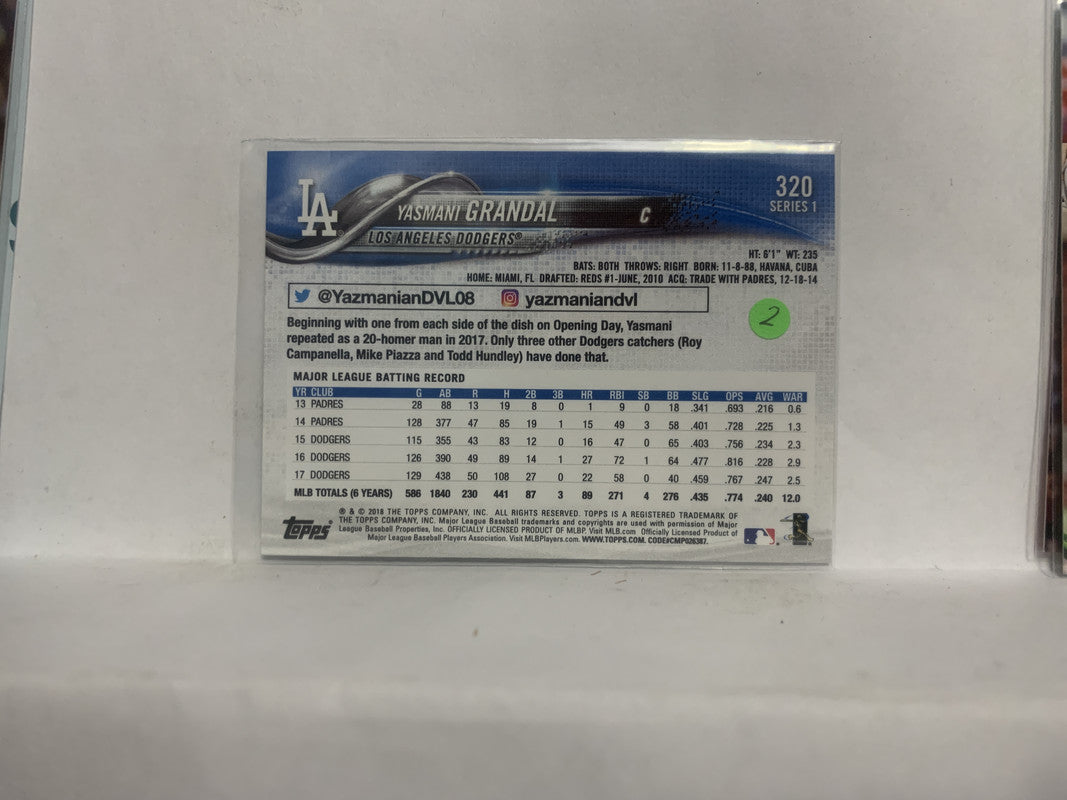 320
SERIES 1
LA
YASMANI GRANDAL C
LOS ANGELES DODGERS®
HT: 6'1" WT: 235
BATS: BOTH THROWS: RIGHT BORN: 11-8-88, HAVANA, CUBA
HOME: MIAMI, FL DRAFTED: REDS #1-JUNE, 2010 ACQ: TRADE WITH PADRES, 12-18-14
@YazmanianDVL08 yazmaniandvl
2
Beginning with one from each side of the dish on Opening Day, Yasmani
repeated as a 20-homer man in 2017. Only three other Dodgers catchers (Roy
Campanella, Mike Piazza and Todd Hundley) have done that.
MAJOR LEAGUE BATTING RECORD
YR CLUB G AB R H 2B 3B HR RBI SB BB SLG OPS AVG WAR
13 PADRES 28 88 13 19 8 0 1 9 0 18 .341 .693 .216 0.6
14 PADRES 128 377 47 85 19 1 15 49 3 58 .401 .728 .225 1.3
15 DODGERS 115 355 43 83 12 0 16 47 0 65 .403 .756 .234 2.3
16 DODGERS 126 390 49 89 14 1 27 72 1 64 .477 .816 .228 2.9
17 DODGERS 129 438 50 108 27 0 22 58 0 40 .459 .767 .247 2.5
MLB TOTALS (6 YEARS) 586 1840 230 441 87 3 89 271 4 276 .435 .774 .240 12.0
Topps
® & © 2018 THE TOPPS COMPANY, INC. ALL RIGHTS RESERVED. TOPPS IS A REGISTERED TRADEMARK OF
THE TOPPS COMPANY, INC. Major League Baseball trademarks and copyrights are used with permission of Major
League Baseball Properties, Inc. OFFICIALLY LICENSED PRODUCT OF MLBP. Visit MLB.com Officially Licensed Product of
Major League Baseball Players Association. Visit MLBPlayers.com. WWW.TOPPS.COM. CODE#CMP026387.